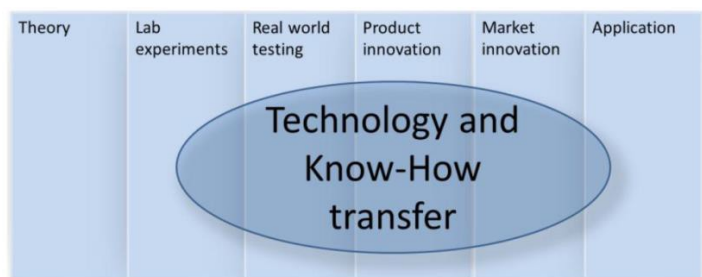 Theory
Lab
experiments
Real world
testing
Product
innovation
Market
innovation
Application
Technology and
Know-How
transfer